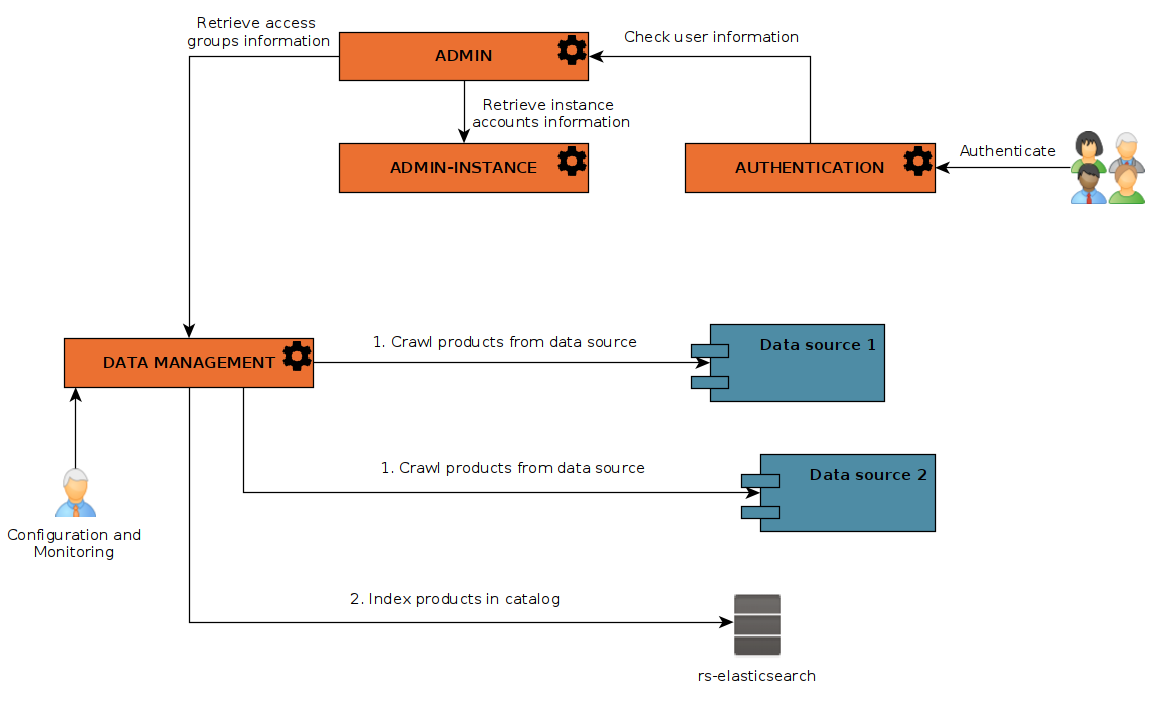 Retrieve access
groups information
ADMIN
Check user information
Retrieve instance
accounts information
ADMIN-INSTANCE
AUTHENTICATION
Authenticate
DATA MANAGEMENT
1. Crawl products from data source
Data source 1
1. Crawl products from data source
Data source 2
Configuration and
Monitoring
2. Index products in catalog
rs-elasticsearch